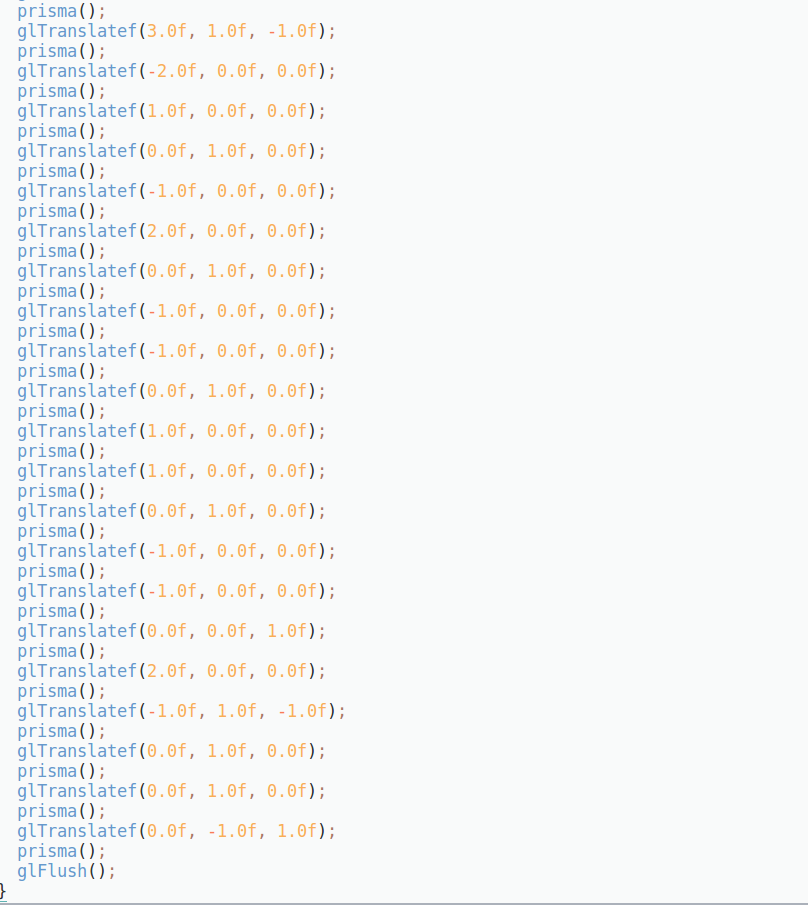 prisma();
glTranslatef(3.0f, 1.0f, -1.0f);
prisma();
glTranslatef(-2.0f, 0.0f, 0.0f);
prisma();
glTranslatef(1.0f, 0.0f, 0.0f);
prisma();
glTranslatef(0.0f, 1.0f, 0.0f);
prisma();
glTranslatef(-1.0f, 0.0f, 0.0f);
prisma();
glTranslatef(2.0f, 0.0f, 0.0f);
prisma();
glTranslatef(0.0f, 1.0f, 0.0f);
prisma();
glTranslatef(-1.0f, 0.0f, 0.0f);
prisma();
glTranslatef(-1.0f, 0.0f, 0.0f);
prisma();
glTranslatef(0.0f, 1.0f, 0.0f);
prisma();
glTranslatef(1.0f, 0.0f, 0.0f);
prisma();
glTranslatef(1.0f, 0.0f, 0.0f);
prisma();
glTranslatef(0.0f, 1.0f, 0.0f);
prisma();
glTranslatef(-1.0f, 0.0f, 0.0f);
prisma();
glTranslatef(-1.0f, 0.0f, 0.0f);
prisma();
glTranslatef(0.0f, 0.0f, 1.0f);
prisma();
glTranslatef(2.0f, 0.0f, 0.0f);
prisma();
glTranslatef(-1.0f, 1.0f, -1.0f);
prisma();
glTranslatef(0.0f, 1.0f, 0.0f);
prisma();
glTranslatef(0.0f, 1.0f, 0.0f);
prisma();
glTranslatef(0.0f, -1.0f, 1.0f);
prisma();
glFlush();
}